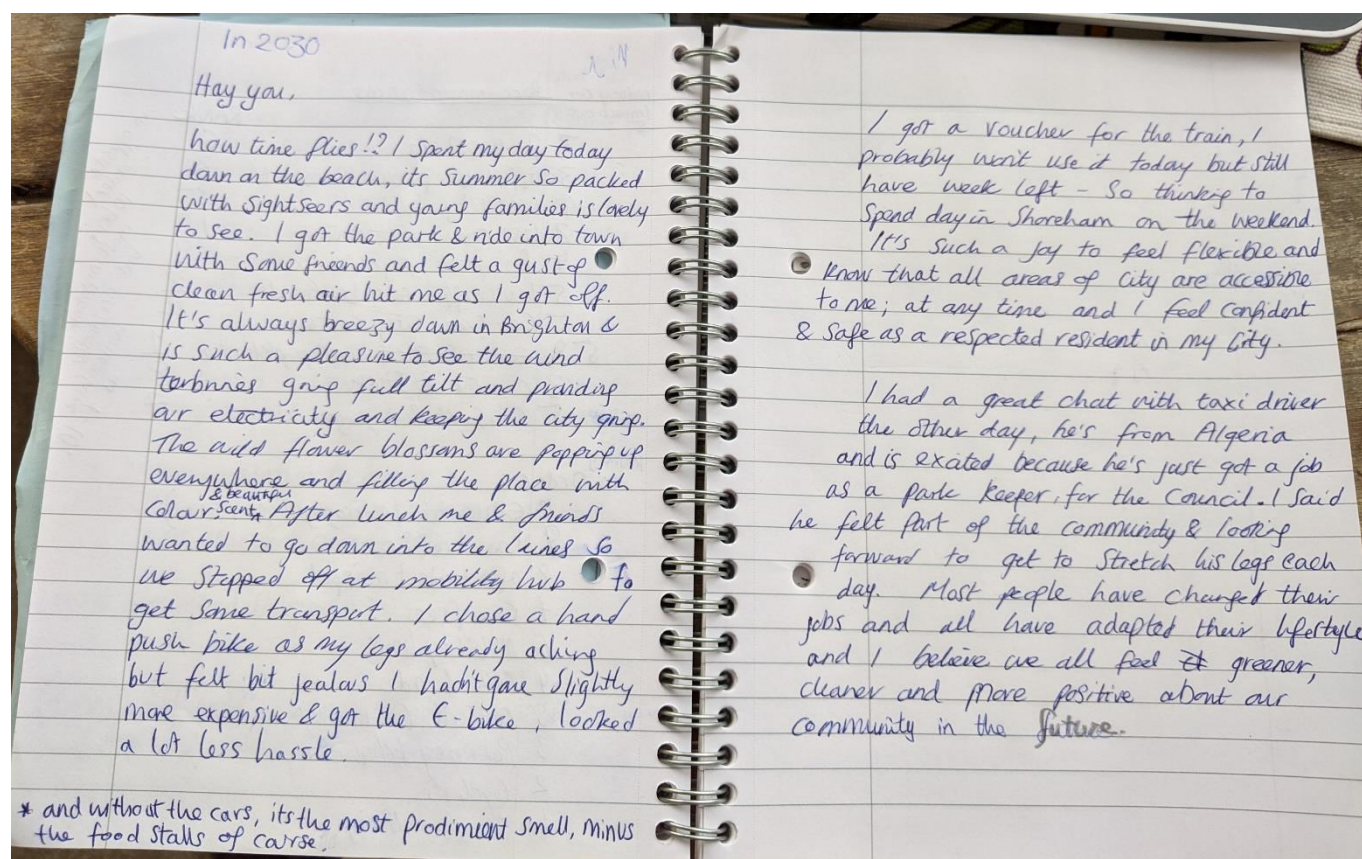 In 2030
Hay you,
how time flies!? I spent my day today
down on the beach, its Summer so packed
with sightseers and young families is lovely
to see. I got the park & ride into town
with some friends and felt a gust of
clean fresh air hit me as I got off.
It's always breezy down in Brighton &
is such a pleasure to see the wind
terbunies going full tilt and providing
our electricity and keeping the city going.
The wild flower blossoms are popping up
everywhere and filling the place with
& beautiful
colour, scent* After lunch me & friends
wanted to go down into the laines so
we stepped off at mobility hub to
get some transport. I chose a hand
push bike as my legs already aching
but felt bit jealous I hadn't gone slightly
more expensive & got the E-bike, looked
a lot less hassle.
* and without the cars, its the most prodimient smell, minus
the food stalls of course.
I got a voucher for the train, I
probably won't use it today but still
have week left - So thinking to
spend day in Shoreham on the weekend.
It's such a joy to feel flexible and
know that all areas of city are accessible
to me; at any time and I feel confident
& safe as a respected resident in my City.
I had a great chat with taxi driver
the other day, he's from Algeria
and is exated because he's just got a job
as a park keeper, for the Council. I said
he felt part of the community & looking
forward to get to stretch his legs each
day. Most people have changed their
jobs and all have adapted their lifestyle
and I believe we all feel greener,
cleaner and more positive about our
community in the future.